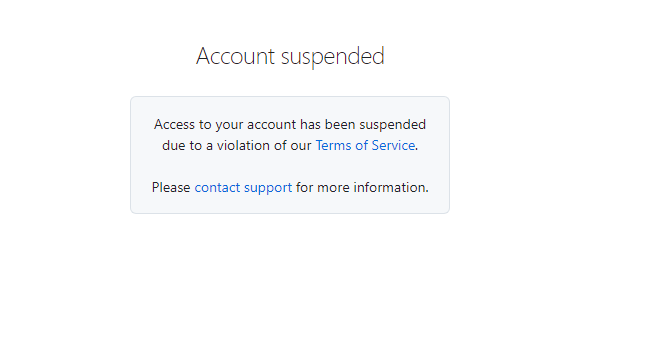 Account suspended
Access to your account has been suspended
due to a violation of our Terms of Service.
Please contact support for more information.